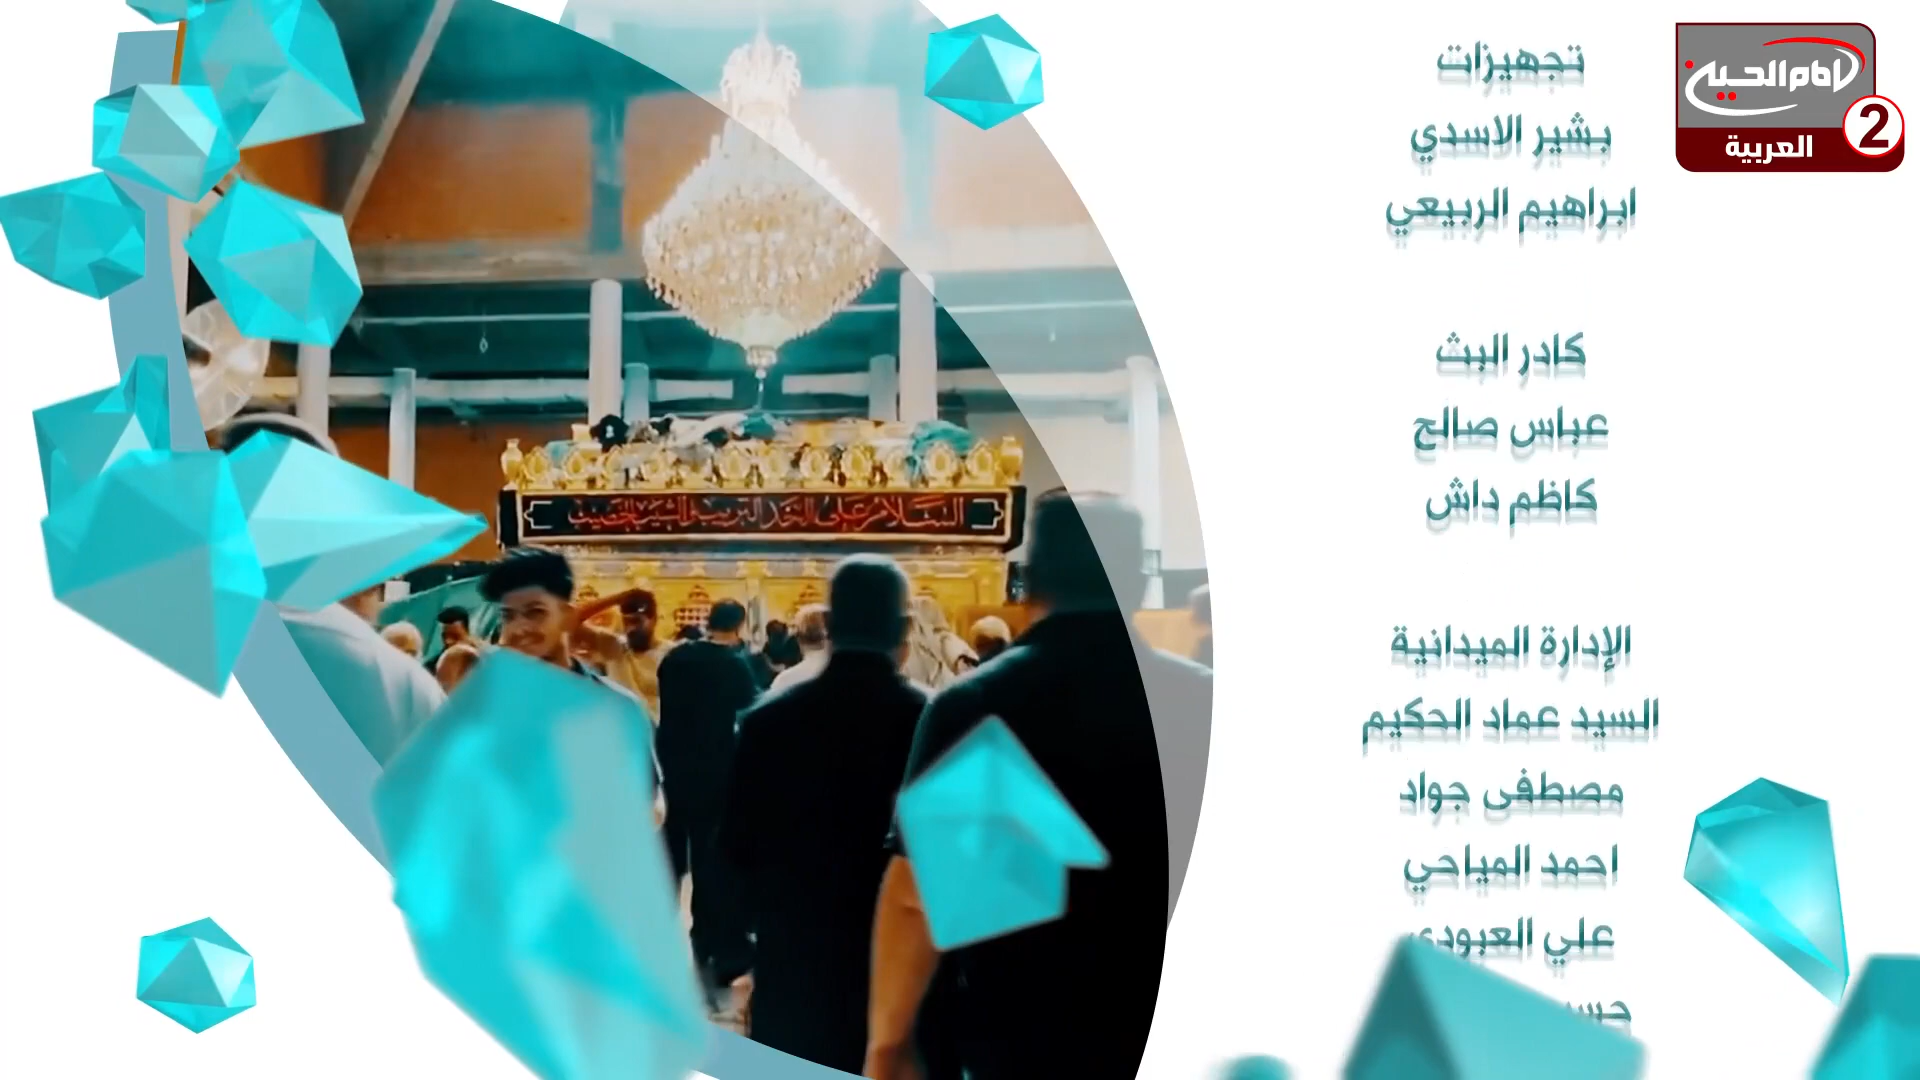 تجهيزات
بشير الاسدي
ابراهيم الربيعي
كادر البث
عباس صالح
كاظم داش
الإدارة الميدانية
السيد عماد الحكيم
مصطفى جواد
احمد المياحي
علي العبودي
امام الحسين
2
العربية
السلام على الخد التريب الشيب الخضيب